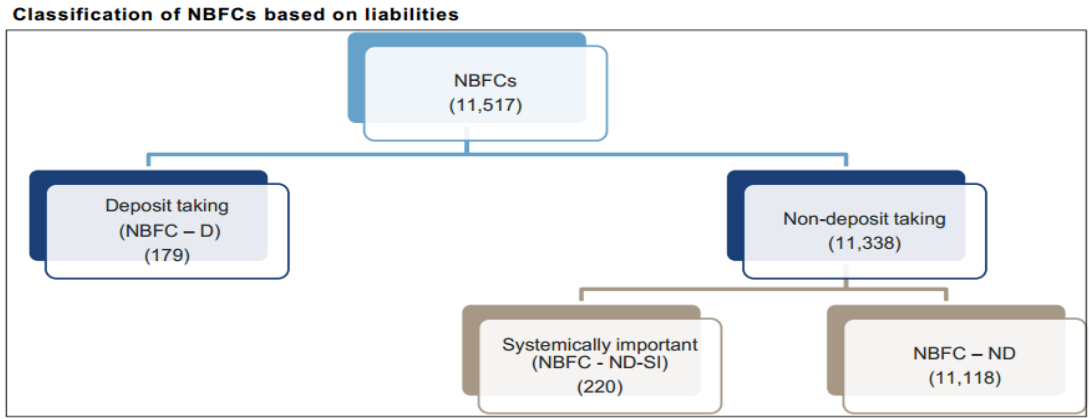 Classification of NBFCs based on liabilities
NBFCs
(11,517)
Deposit taking
(NBFC – D)
(179)
Non-deposit taking
(11,338)
Systemically important
(NBFC - ND-SI)
(220)
NBFC – ND
(11,118)